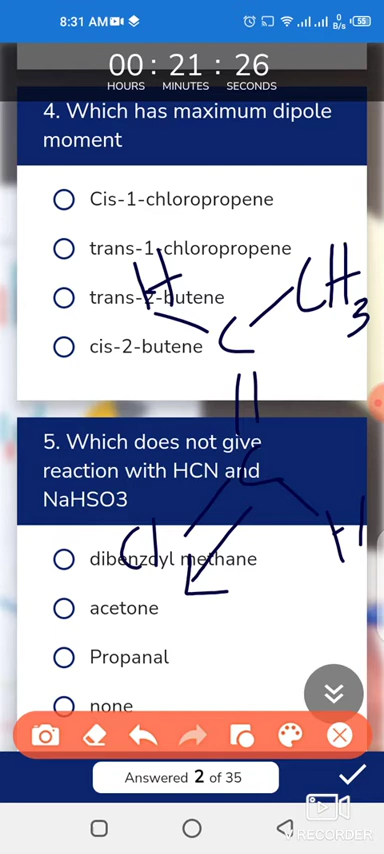 8:31 AM
0
B/s
55
00 : 21 : 26
HOURS MINUTES SECONDS
4. Which has maximum dipole
moment
Cis-1-chloropropene
trans-1-chloropropene
trans-2-butene
cis-2-butene
H CH3
C
C
Cl H
5. Which does not give
reaction with HCN and
NaHSO3
dibenzoyl methane
acetone
Propanal
none
Answered 2 of 35
V RECORDER